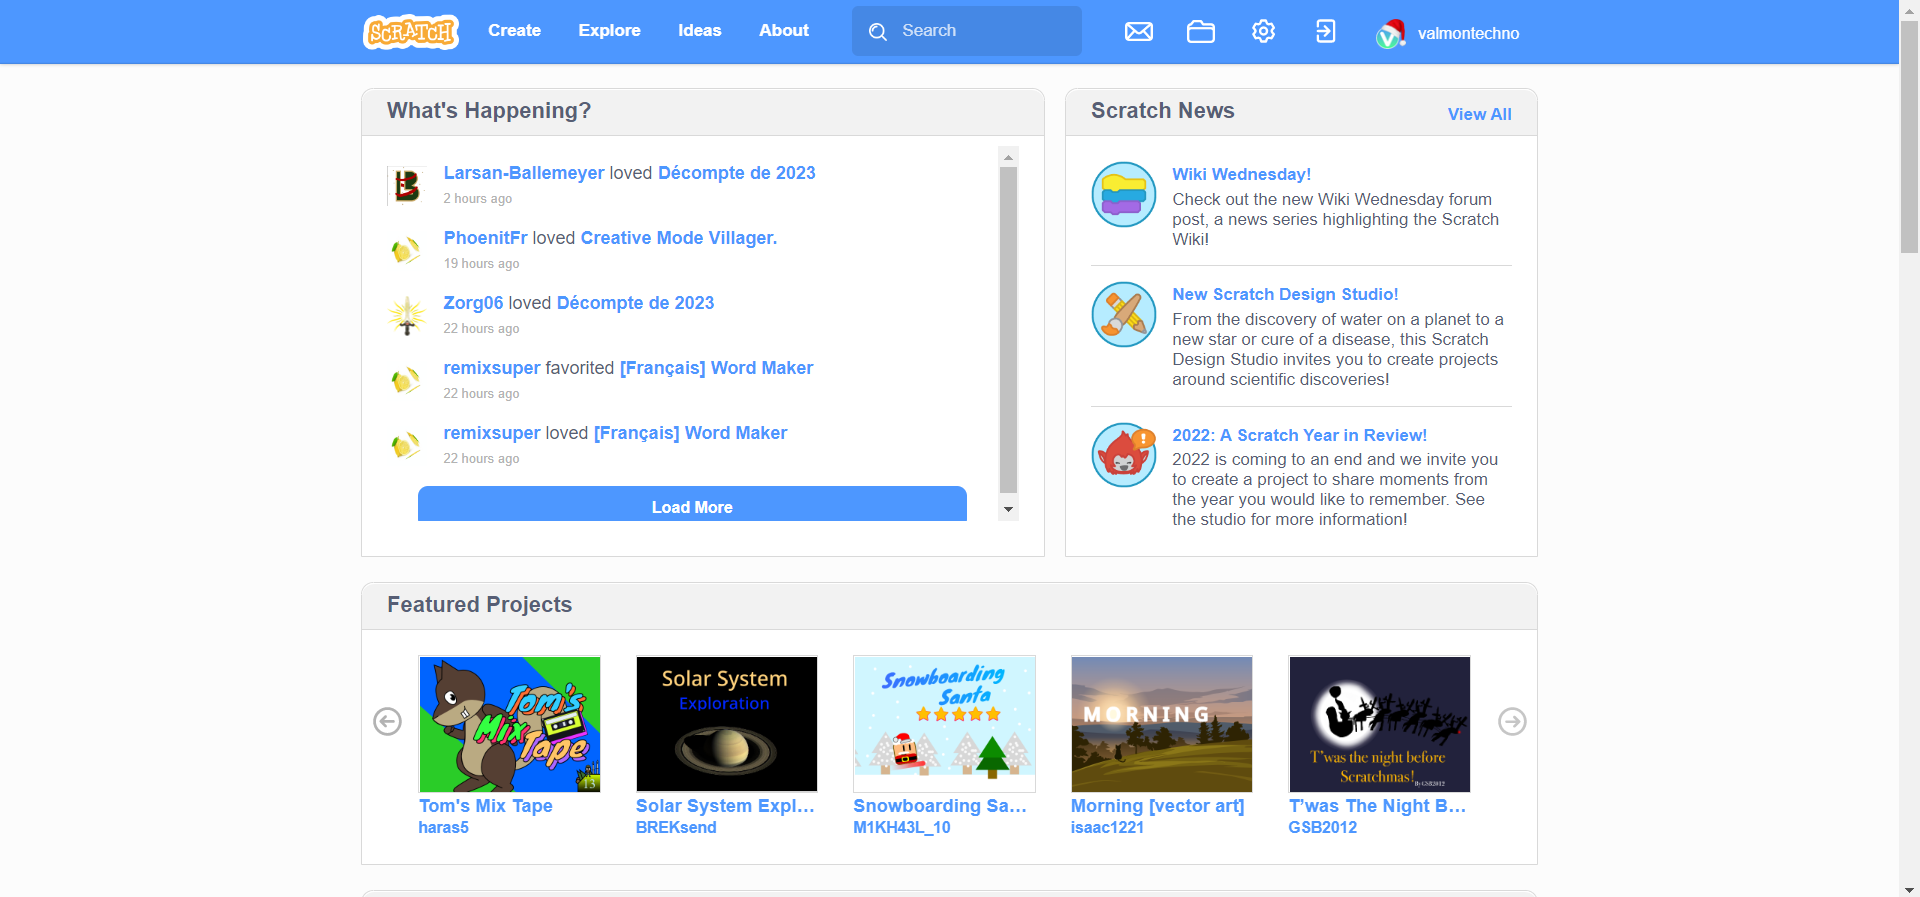 SCRATCH
Create
Explore
Ideas
About
Search
valmontechno
What's Happening?
Larsan-Ballemeyer loved Décompte de 2023
2 hours ago
PhoenitFr loved Creative Mode Villager.
19 hours ago
Zorg06 loved Décompte de 2023
22 hours ago
remixsuper favorited [Français] Word Maker
22 hours ago
remixsuper loved [Français] Word Maker
22 hours ago
Load More
Scratch News
View All
Wiki Wednesday!
Check out the new Wiki Wednesday forum
post, a news series highlighting the Scratch
Wiki!
New Scratch Design Studio!
From the discovery of water on a planet to a
new star or cure of a disease, this Scratch
Design Studio invites you to create projects
around scientific discoveries!
2022: A Scratch Year in Review!
2022 is coming to an end and we invite you
to create a project to share moments from
the year you would like to remember. See
the studio for more information!
Featured Projects
Tom's
Mix
Tape
13
Tom's Mix Tape
haras5
Solar System
Exploration
Solar System Expl...
BREKsend
Snowboarding
Santa
Snowboarding Sa...
M1KH43L_10
MORNING
Morning [vector art]
isaac1221
T'was the night before
Scratchmas!
By GSB2012
T'was The Night B...
GSB2012